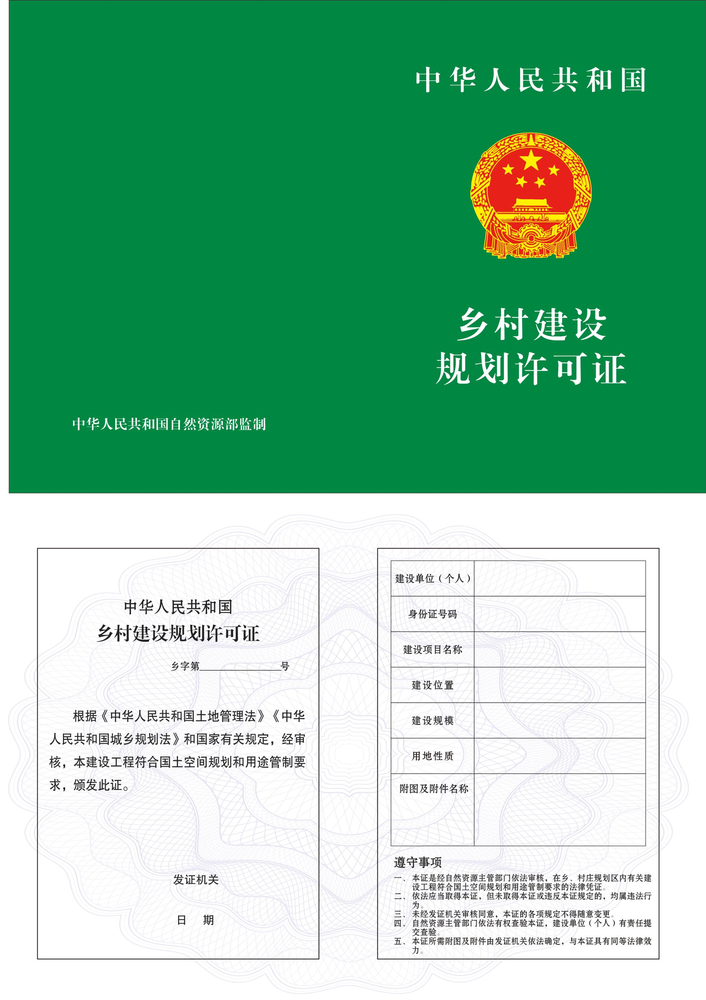 中华人民共和国
乡村建设
规划许可证
中华人民共和国自然资源部监制
中华人民共和国
乡村建设规划许可证
乡字第______________号
根据《中华人民共和国土地管理法》《中华
人民共和国城乡规划法》和国家有关规定，经审
核，本建设工程符合国土空间规划和用途管制要
求，颁发此证。
发证机关
日 期
建设单位（个人）
身份证号码
建设项目名称
建设位置
建设规模
用地性质
附图及附件名称
遵守事项
一、本证是经自然资源主管部门依法审核，在乡、村庄规划区内有关建
设工程符合国土空间规划和用途管制要求的法律凭证。
二、依法应当取得本证，但未取得本证或违反本证规定的，均属违法行
为。
三、未经发证机关审核同意，本证的各项规定不得随意变更。
四、自然资源主管部门依法有权查验本证，建设单位（个人）有责任提
交查验。
五、本证所需附图及附件由发证机关依法确定，与本证具有同等法律效
力。